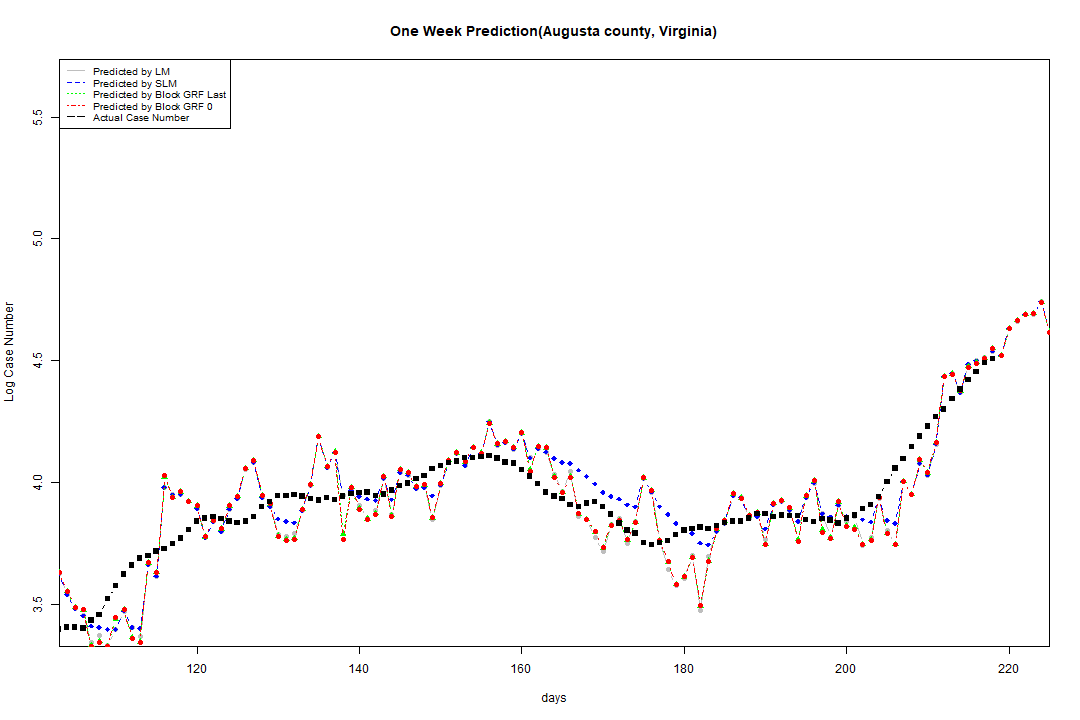 One Week Prediction(Augusta county, Virginia)
Predicted by LM
Predicted by SLM
Predicted by Block GRF Last
Predicted by Block GRF 0
Actual Case Number
5.5
5.0
4.5
4.0
3.5
Log Case Number
120 140 160 180 200 220
days